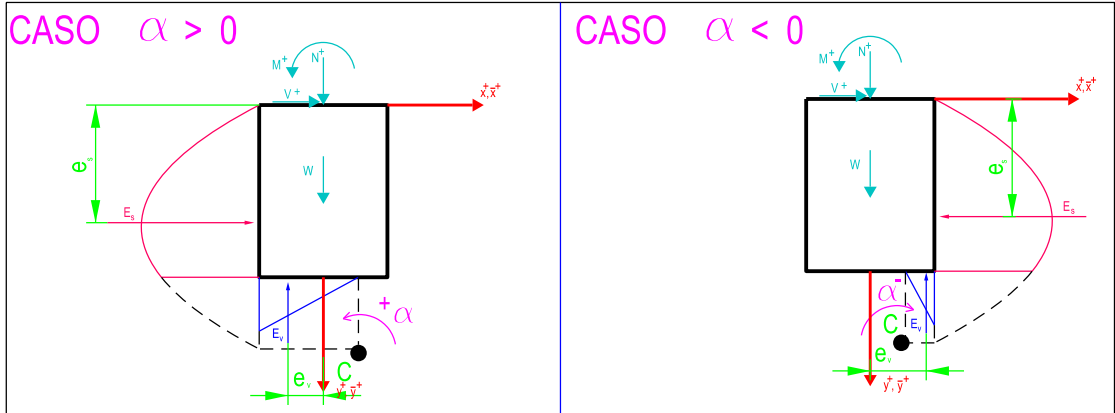 CASO α > 0
M+
N+
V+
x+, x̄+
W
es
Es
Ev
+ α
C
ev
y+, ȳ+
CASO α < 0
M+
N+
V+
x+, x̄+
W
es
Es
α-
C
Ev
ev
y+, ȳ+